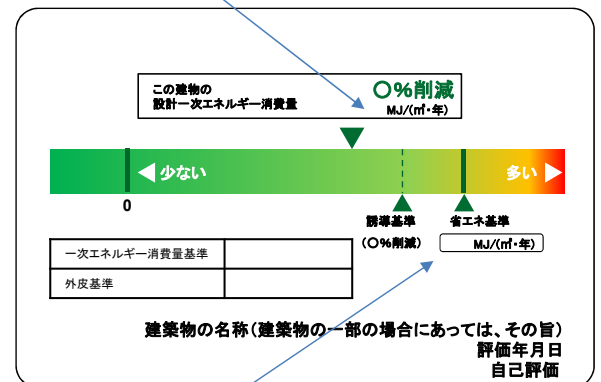 この建物の
設計一次エネルギー消費量
〇%削減
MJ/(㎡・年)
少ない
多い
0
誘導基準
(〇%削減)
省エネ基準
MJ/(㎡・年)
一次エネルギー消費量基準
外皮基準
建築物の名称(建築物の一部の場合にあっては、その旨)
評価年月日
自己評価